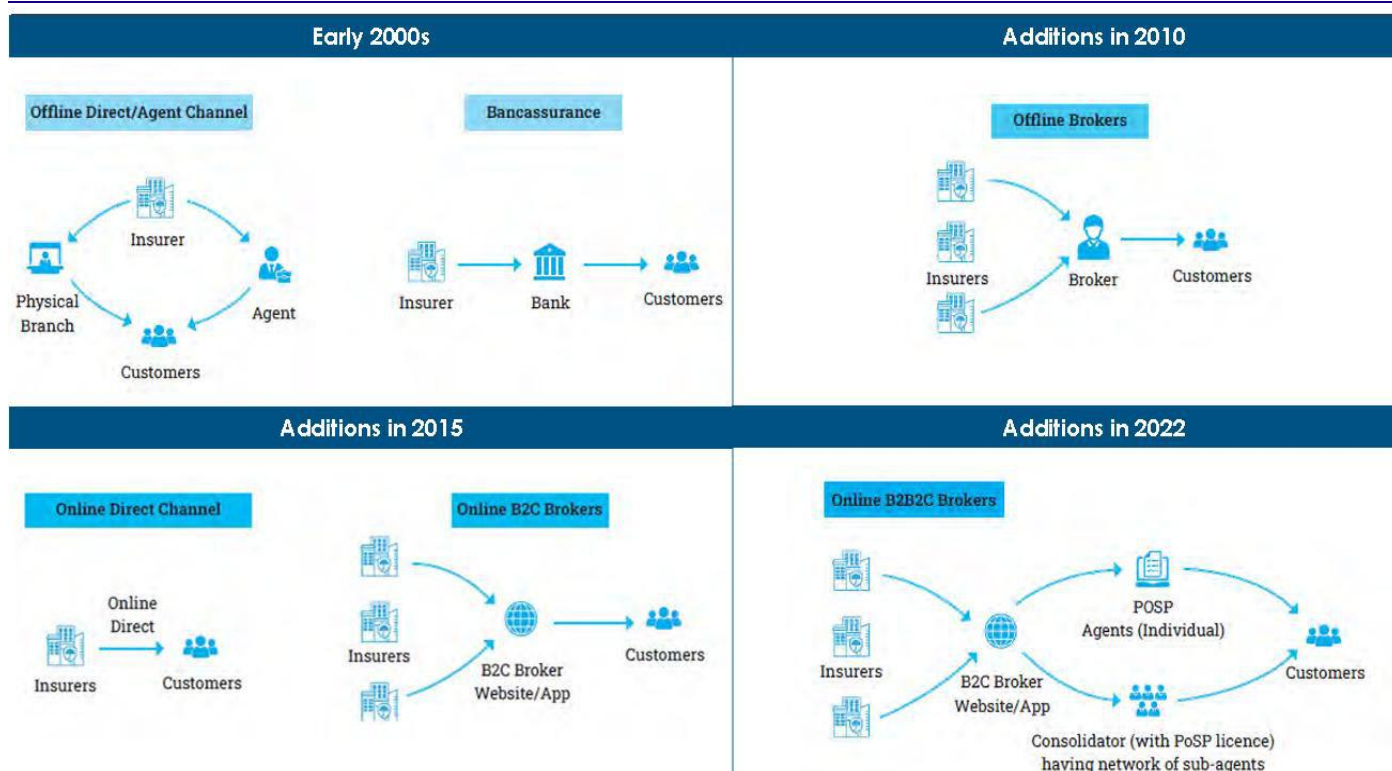 Early 2000s
Offline Direct/Agent Channel
Bancassurance
Insurer
Physical
Branch
Agent
Customers
Insurer
Bank
Customers
Additions in 2010
Offline Brokers
Insurers
Broker
Customers
Additions in 2015
Online Direct Channel
Online B2C Brokers
Online
Direct
Insurers
Customers
Insurers
B2C Broker
Website/App
Customers
Additions in 2022
Online B2B2C Brokers
Insurers
B2C Broker
Website/App
POSP
Agents (Individual)
Customers
Consolidator (with PoSP licence)
having network of sub-agents